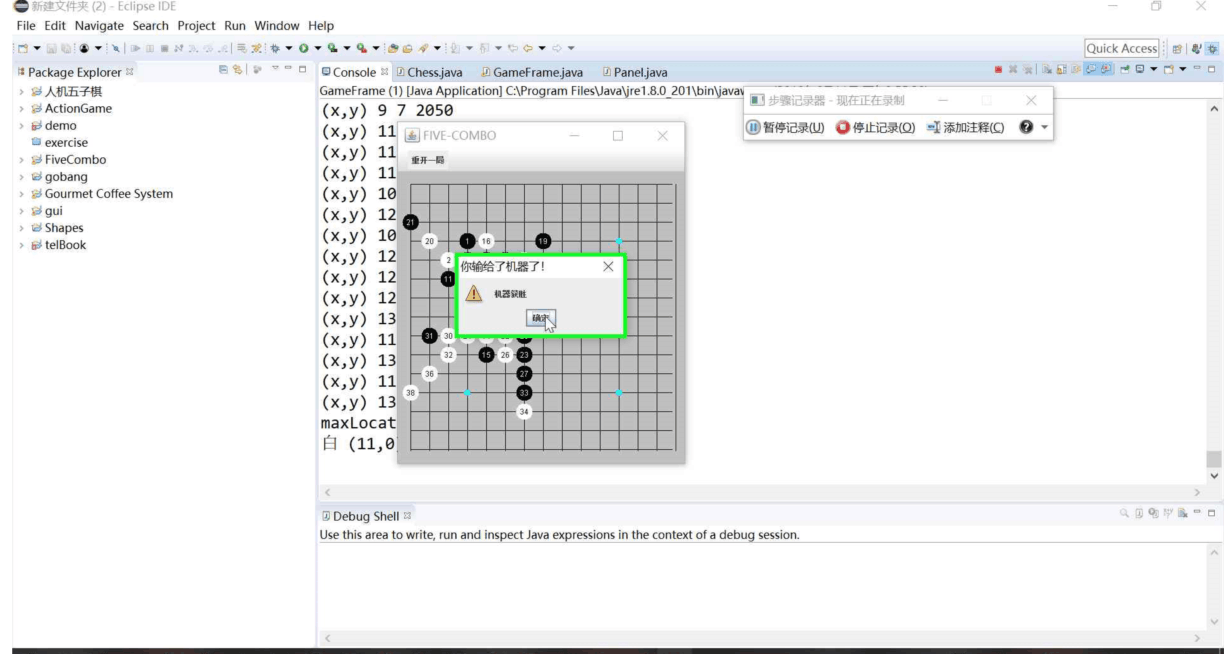 新建文件夹 (2) - Eclipse IDE
File Edit Navigate Search Project Run Window Help
Quick Access
Package Explorer
人机五子棋
ActionGame
demo
exercise
FiveCombo
gobang
Gourmet Coffee System
gui
Shapes
telBook
Console
Chess.java
GameFrame.java
Panel.java
GameFrame (1) [Java Application] C:\Program Files\Java\jre1.8.0_201\bin\javaw
(x,y) 9 7 2050
(x,y) 11
(x,y) 11
(x,y) 11
(x,y) 10
(x,y) 12
(x,y) 10
(x,y) 12
(x,y) 12
(x,y) 12
(x,y) 13
(x,y) 11
(x,y) 13
(x,y) 11
(x,y) 13
maxLocat
白 (11,0
步骤记录器 - 现在正在录制
暂停记录(U)
停止记录(O)
添加注释(C)
FIVE-COMBO
重开一局
21
20 1 16 19
2
11
你输给了机器了!
机器获胜
确定
31 30
32 15 26 23
36 27
38 33
34
Debug Shell
Use this area to write, run and inspect Java expressions in the context of a debug session.